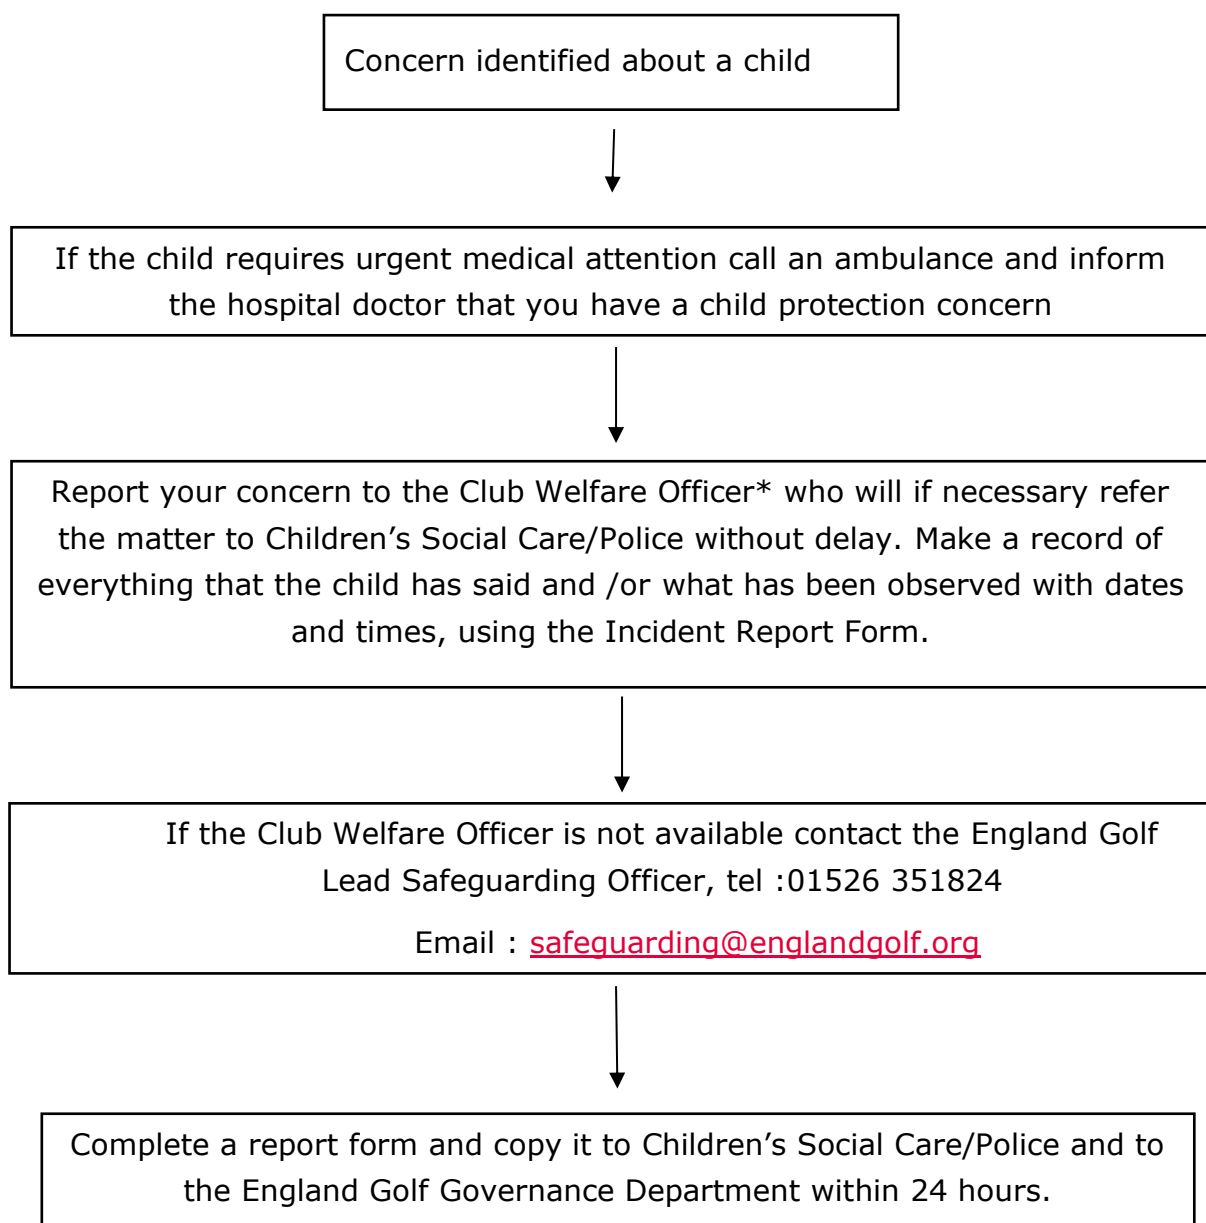 Concern identified about a child
If the child requires urgent medical attention call an ambulance and inform
the hospital doctor that you have a child protection concern
Report your concern to the Club Welfare Officer* who will if necessary refer
the matter to Children’s Social Care/Police without delay. Make a record of
everything that the child has said and /or what has been observed with dates
and times, using the Incident Report Form.
If the Club Welfare Officer is not available contact the England Golf
Lead Safeguarding Officer, tel :01526 351824
Email : safeguarding@englandgolf.org
Complete a report form and copy it to Children’s Social Care/Police and to
the England Golf Governance Department within 24 hours.